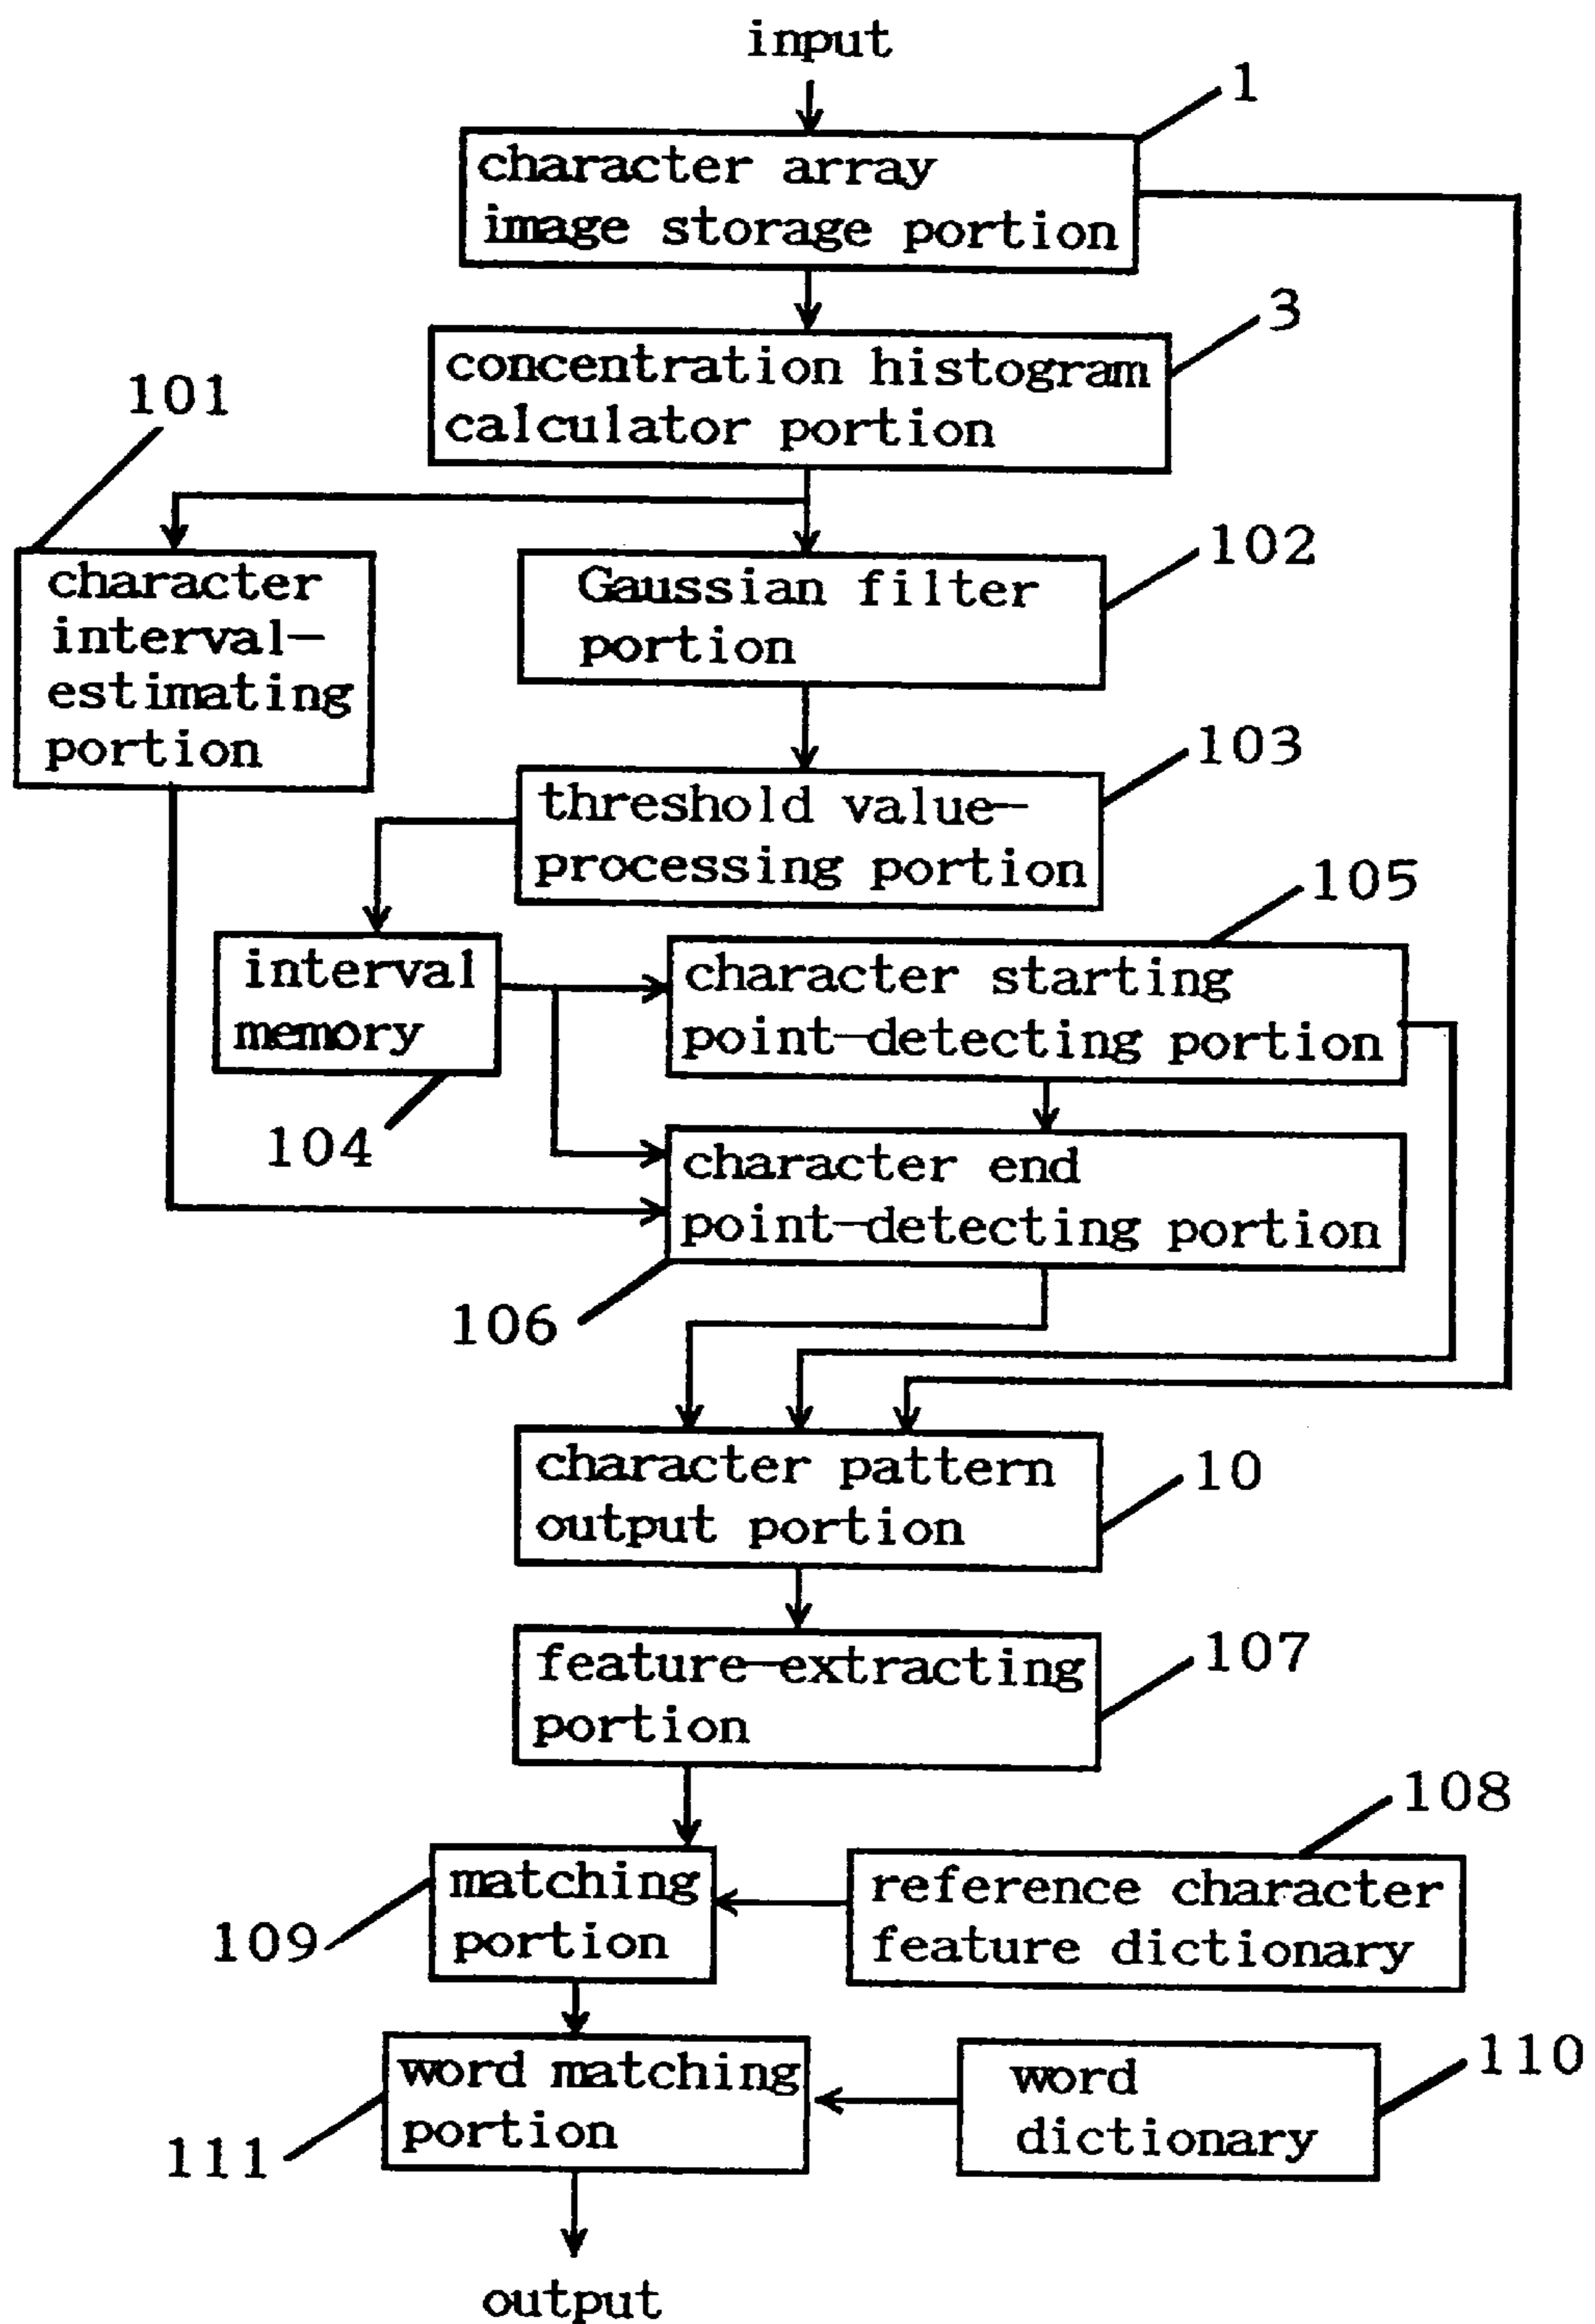 input
1
character array
image storage portion
3
concentration histogram
calculator portion
101
character
interval-
estimating
portion
102
Gaussian filter
portion
103
threshold value-
processing portion
105
interval
memory
104
character starting
point-detecting portion
character end
point-detecting portion
106
character pattern
output portion
10
feature-extracting
portion
107
108
matching
portion
109
reference character
feature dictionary
word matching
portion
111
word
dictionary
110
output